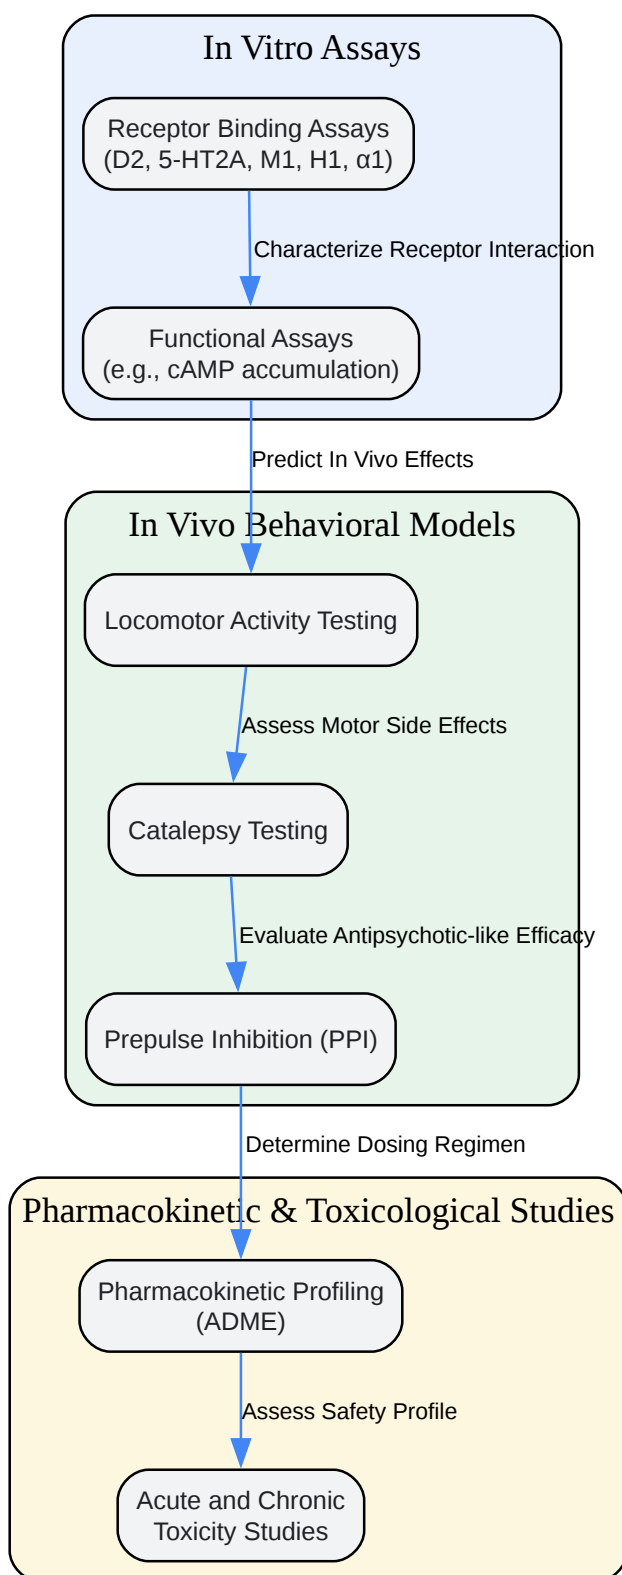 In Vitro Assays
Receptor Binding Assays
(D2, 5-HT2A, M1, H1, α1)
Characterize Receptor Interaction
Functional Assays
(e.g., cAMP accumulation)
Predict In Vivo Effects
In Vivo Behavioral Models
Locomotor Activity Testing
Assess Motor Side Effects
Catalepsy Testing
Evaluate Antipsychotic-like Efficacy
Prepulse Inhibition (PPI)
Determine Dosing Regimen
Pharmacokinetic & Toxicological Studies
Pharmacokinetic Profiling
(ADME)
Assess Safety Profile
Acute and Chronic
Toxicity Studies